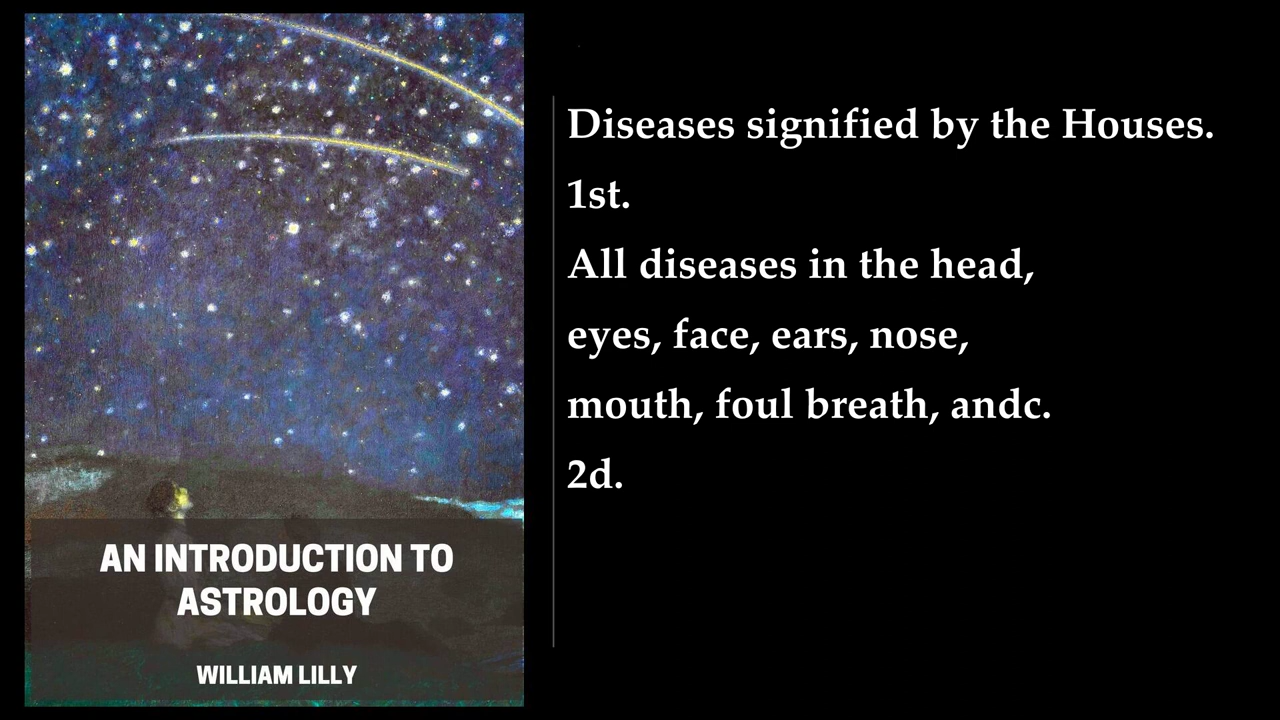 AN INTRODUCTION TO
ASTROLOGY
WILLIAM LILLY
Diseases signified by the Houses.
1st.
All diseases in the head,
eyes, face, ears, nose,
mouth, foul breath, andc.
2d.